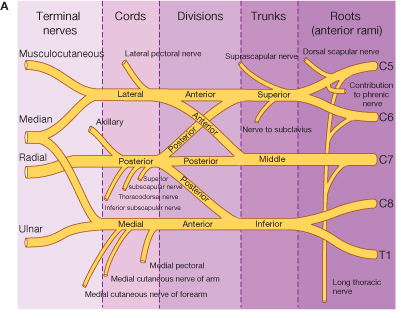 A
Terminal
nerves
Cords
Divisions
Trunks
Roots
(anterior rami)
Musculocutaneous
Lateral pectoral nerve
Suprascapular nerve
Dorsal scapular nerve
C5
Contribution
to phrenic
nerve
Lateral
Anterior
Superior
C6
Median
Axillary
Anterior
Posterior
Nerve to subclavius
Radial
Posterior
Posterior
Middle
C7
Superior
subscapular nerve
Thoracodorsal nerve
Inferior subscapular nerve
Posterior
C8
Ulnar
Medial
Anterior
Inferior
T1
Medial pectoral
Medial cutaneous nerve of arm
Medial cutaneous nerve of forearm
Long thoracic
nerve